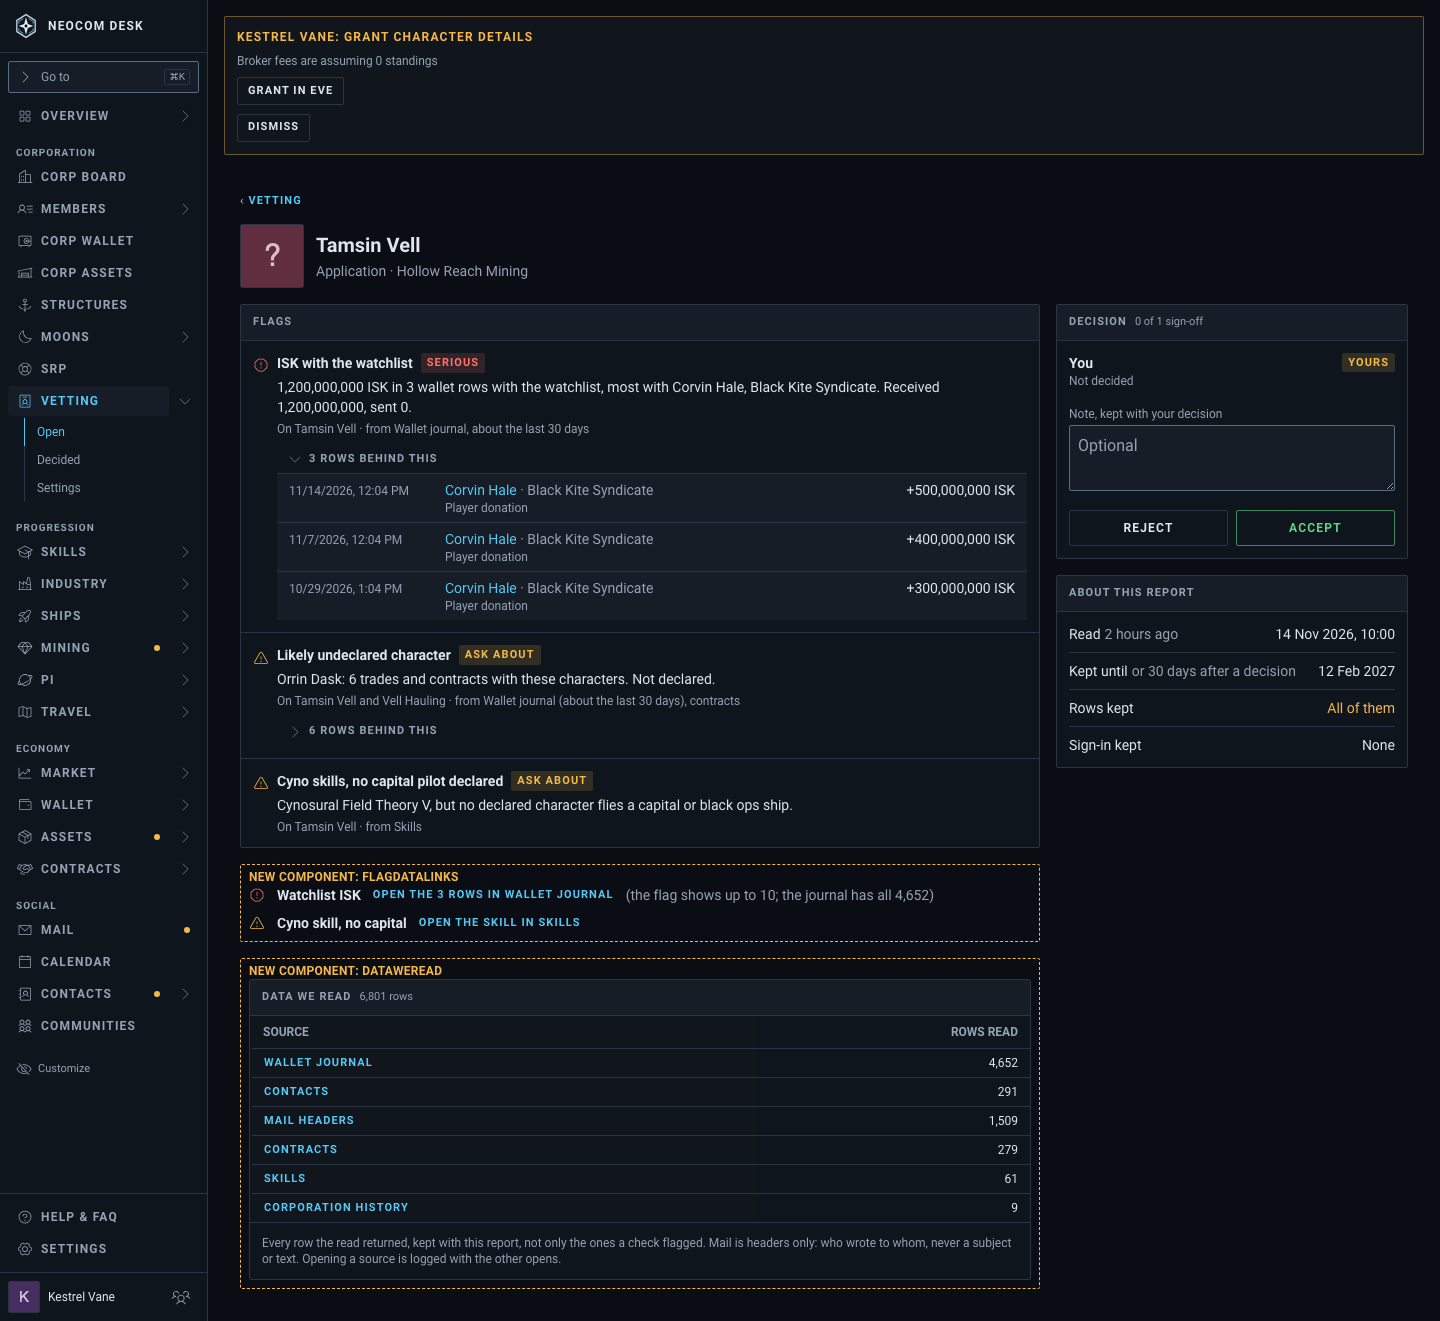 NEOCOM DESK
Go to ⌘K
OVERVIEW
CORPORATION
CORP BOARD
MEMBERS
CORP WALLET
CORP ASSETS
STRUCTURES
MOONS
SRP
VETTING
Open
Decided
Settings
PROGRESSION
SKILLS
INDUSTRY
SHIPS
MINING
PI
TRAVEL
ECONOMY
MARKET
WALLET
ASSETS
CONTRACTS
SOCIAL
MAIL
CALENDAR
CONTACTS
COMMUNITIES
Customize
HELP & FAQ
SETTINGS
K Kestrel Vane
KESTREL VANE: GRANT CHARACTER DETAILS
Broker fees are assuming 0 standings
GRANT IN EVE
DISMISS
‹ VETTING
?
Tamsin Vell
Application · Hollow Reach Mining
FLAGS
ISK with the watchlist SERIOUS
1,200,000,000 ISK in 3 wallet rows with the watchlist, most with Corvin Hale, Black Kite Syndicate. Received
1,200,000,000, sent 0.
On Tamsin Vell · from Wallet journal, about the last 30 days
3 ROWS BEHIND THIS
11/14/2026, 12:04 PM Corvin Hale · Black Kite Syndicate +500,000,000 ISK
Player donation
11/7/2026, 12:04 PM Corvin Hale · Black Kite Syndicate +400,000,000 ISK
Player donation
10/29/2026, 1:04 PM Corvin Hale · Black Kite Syndicate +300,000,000 ISK
Player donation
Likely undeclared character ASK ABOUT
Orrin Dask: 6 trades and contracts with these characters. Not declared.
On Tamsin Vell and Vell Hauling · from Wallet journal (about the last 30 days), contracts
6 ROWS BEHIND THIS
Cyno skills, no capital pilot declared ASK ABOUT
Cynosural Field Theory V, but no declared character flies a capital or black ops ship.
On Tamsin Vell · from Skills
NEW COMPONENT: FLAGDATALINKS
Watchlist ISK OPEN THE 3 ROWS IN WALLET JOURNAL (the flag shows up to 10; the journal has all 4,652)
Cyno skill, no capital OPEN THE SKILL IN SKILLS
NEW COMPONENT: DATAWEREAD
DATA WE READ 6,801 rows
SOURCE ROWS READ
WALLET JOURNAL 4,652
CONTACTS 291
MAIL HEADERS 1,509
CONTRACTS 279
SKILLS 61
CORPORATION HISTORY 9
Every row the read returned, kept with this report, not only the ones a check flagged. Mail is headers only: who wrote to whom, never a subject
or text. Opening a source is logged with the other opens.
DECISION 0 of 1 sign-off
You YOURS
Not decided
Note, kept with your decision
Optional
REJECT ACCEPT
ABOUT THIS REPORT
Read 2 hours ago 14 Nov 2026, 10:00
Kept until or 30 days after a decision 12 Feb 2027
Rows kept All of them
Sign-in kept None